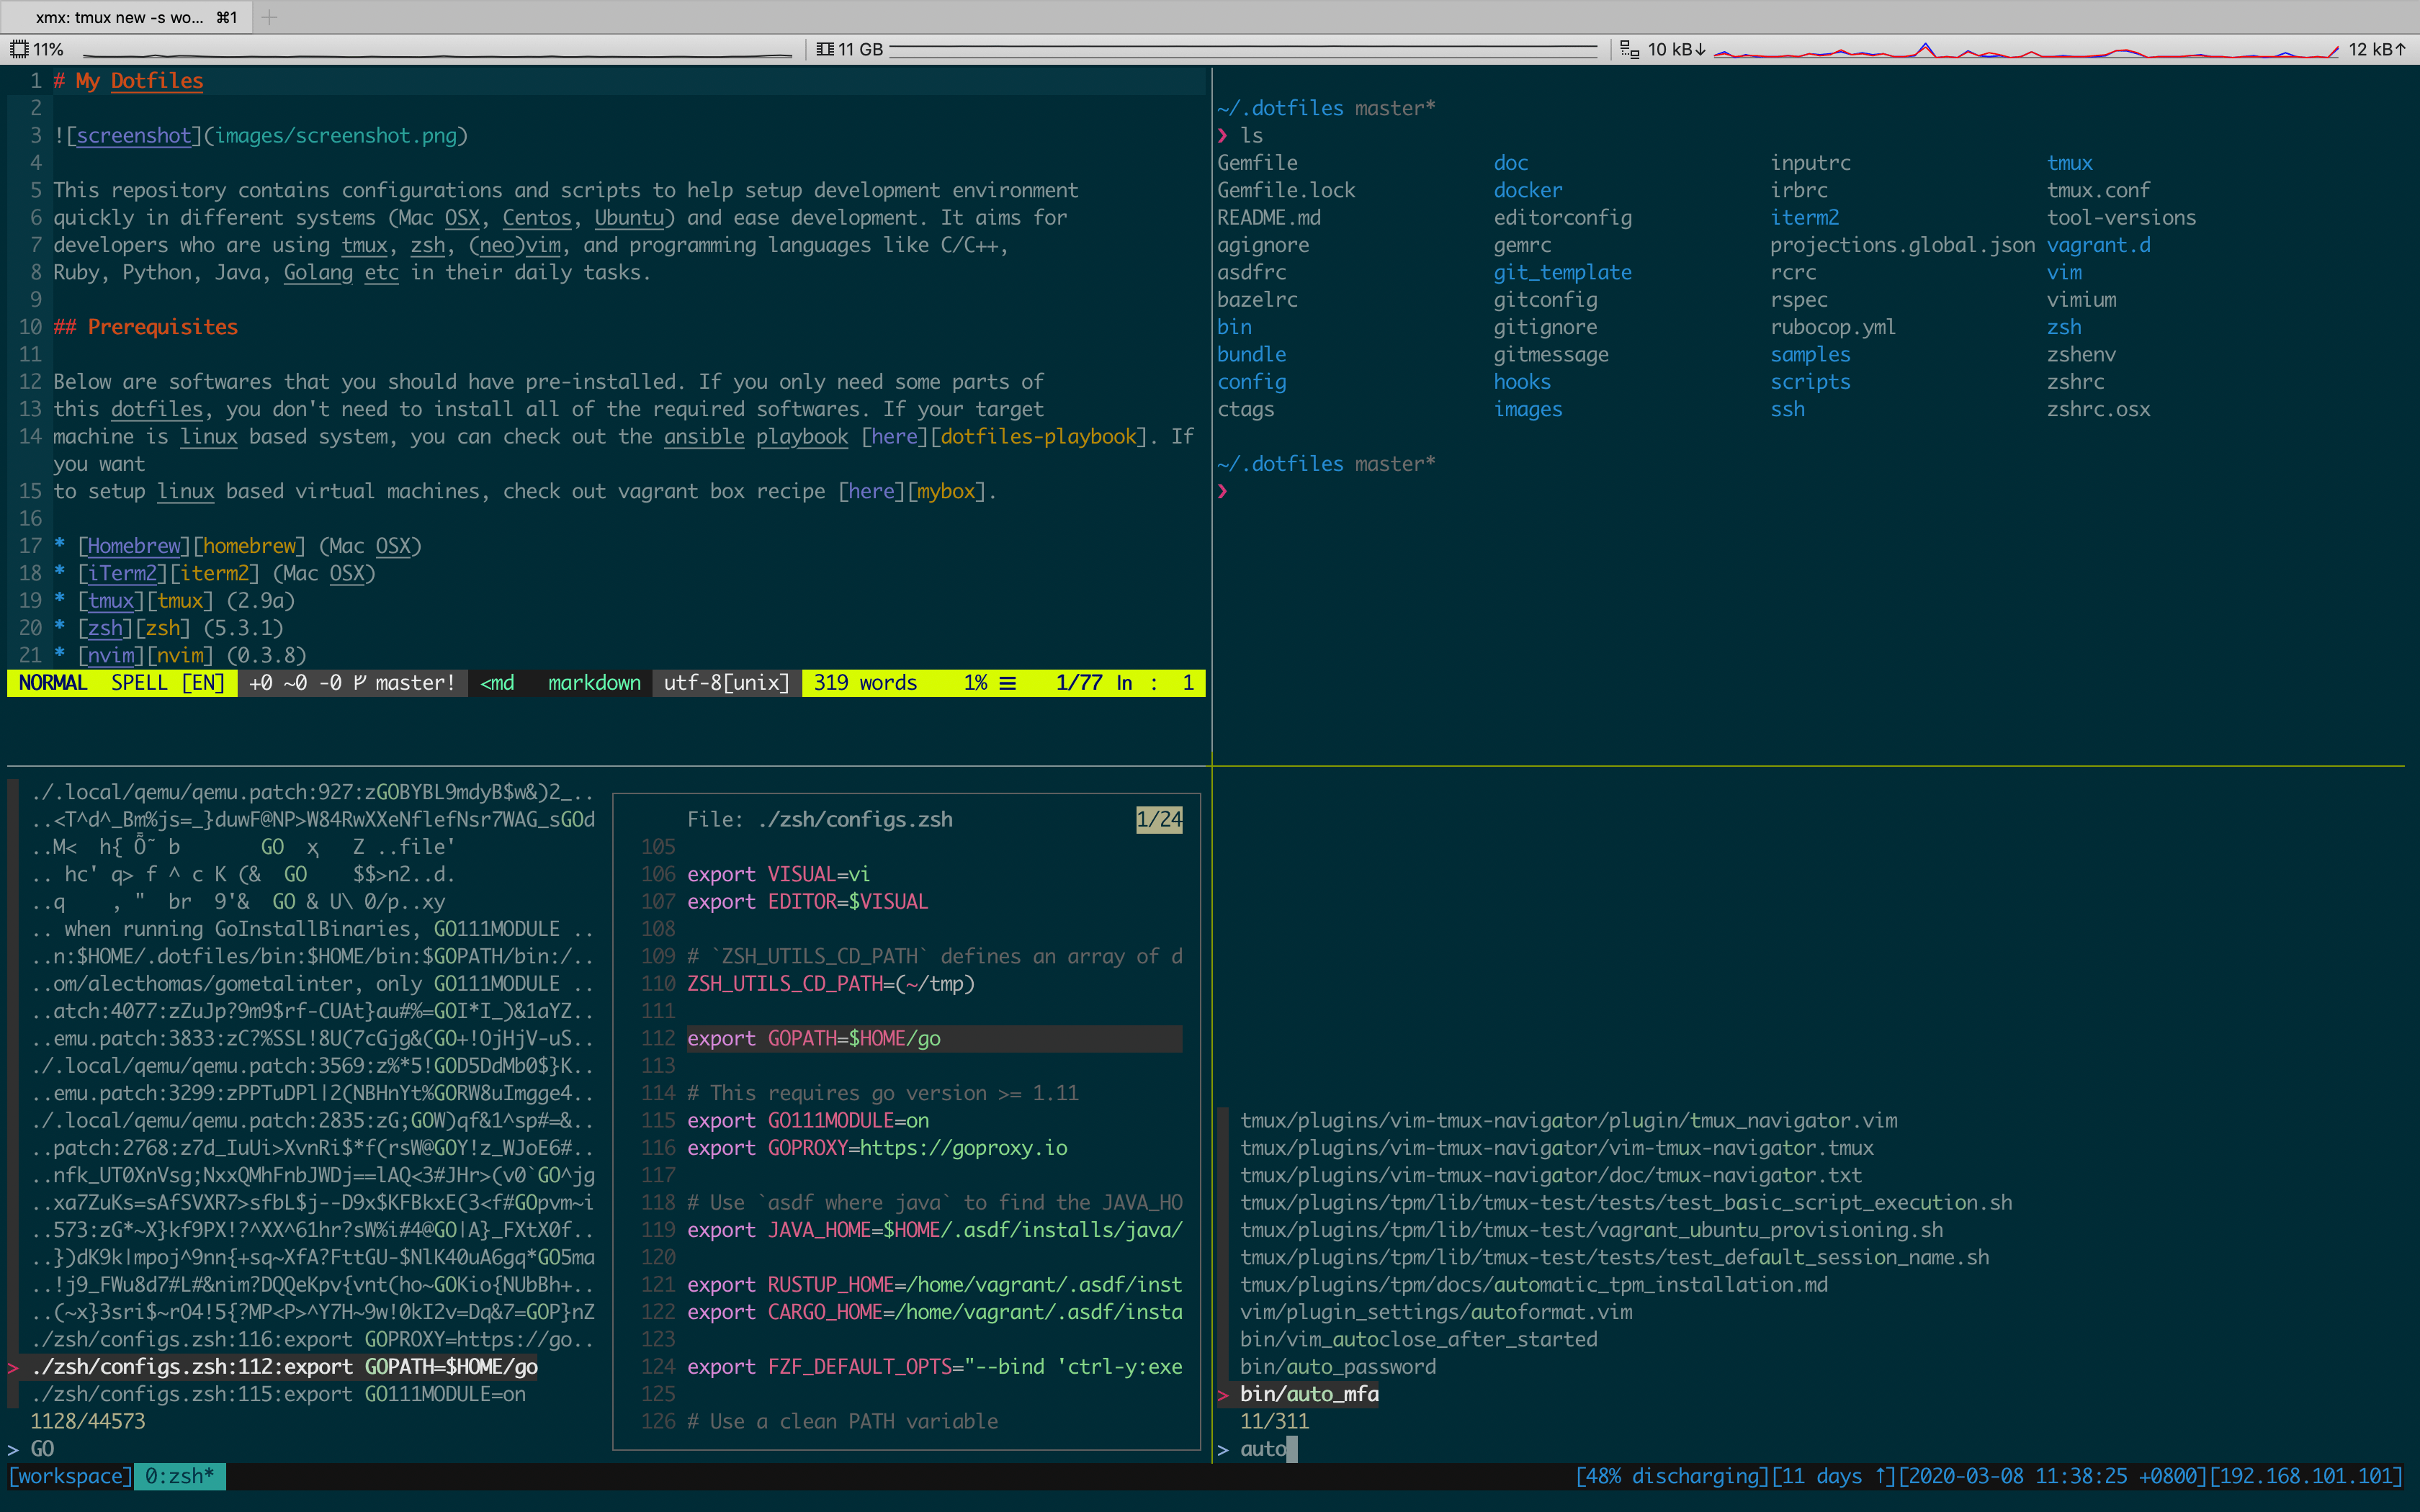 xmx: tmux new -s wo... ⌘1
11%
11 GB
10 kB↓
12 kB↑
1 # My Dotfiles
2
3 ![screenshot](images/screenshot.png)
4
5 This repository contains configurations and scripts to help setup development environment
6 quickly in different systems (Mac OSX, Centos, Ubuntu) and ease development. It aims for
7 developers who are using tmux, zsh, (neo)vim, and programming languages like C/C++,
8 Ruby, Python, Java, Golang etc in their daily tasks.
9
10 ## Prerequisites
11
12 Below are softwares that you should have pre-installed. If you only need some parts of
13 this dotfiles, you don't need to install all of the required softwares. If your target
14 machine is linux based system, you can check out the ansible playbook [here][dotfiles-playbook]. If
you want
15 to setup linux based virtual machines, check out vagrant box recipe [here][mybox].
16
17 * [Homebrew][homebrew] (Mac OSX)
18 * [iTerm2][iterm2] (Mac OSX)
19 * [tmux][tmux] (2.9a)
20 * [zsh][zsh] (5.3.1)
21 * [nvim][nvim] (0.3.8)
NORMAL SPELL [EN] +0 ~0 -0 master! <md markdown utf-8[unix] 319 words 1% ≡ 1/77 ln : 1
~/.dotfiles master*
❯ ls
Gemfile doc inputrc tmux
Gemfile.lock docker irbrc tmux.conf
README.md editorconfig iterm2 tool-versions
agignore gemrc projections.global.json vagrant.d
asdfrc git_template rcrc vim
bazelrc gitconfig rspec vimium
bin gitignore rubocop.yml zsh
bundle gitmessage samples zshenv
config hooks scripts zshrc
ctags images ssh zshrc.osx
~/.dotfiles master*
❯
./.local/qemu/qemu.patch:927:zGOBYBL9mdyB$w&)2_..
..<T^d^_Bm%js=_}duwF@NP>W84RwXXeNflefNsr7WAG_sGOd
..M< h{ b GO Z ..file'
.. hc' q> f ^ c K (& GO $$>n2..d.
..q , " br 9'& GO & U\ 0/p..xy
.. when running GoInstallBinaries, GO111MODULE ..
..n:$HOME/.dotfiles/bin:$HOME/bin:$GOPATH/bin:/..
..om/alecthomas/gometalinter, only GO111MODULE ..
..atch:4077:zZuJp?9m9$rf-CUAt}au#%=GOI*I_)&1aYZ..
..emu.patch:3833:zC?%SSL!8U(7cGjg&(GO+!OjHjV-uS..
./.local/qemu/qemu.patch:3569:z%*5!GOD5DdMb0$}K..
..emu.patch:3299:zPPTuDPl|2(NBHnYt%GORW8uImgge4..
./.local/qemu/qemu.patch:2835:zG;GOW)qf&1^sp#=&..
..patch:2768:z7d_IuUi>XvnRi$*f(rsW@GOY!z_WJoE6#..
..nfk_UT0XnVsg;NxxQMhFnbJWDj==lAQ<3#JHr>(v0`GO^jg
..xa7ZuKs=sAfSVXR7>sfbL$j--D9x$KFBkxE(3<f#GOpvm~i
..573:zG*~X}kf9PX!?^XX^61hr?sW%i#4@GO|A}_FXtX0f..
..})dK9k|mpoj^9nn{+sq~XfA?FttGU-$NlK40uA6gq*GO5ma
..!j9_FWu8d7#L#&nim?DQQeKpv{vnt(ho~GOKio{NUbBh+..
..(~x}3sri$~rO4!5{?MP<P>^Y7H~9w!0kI2v=Dq&7=GOP}nZ
./zsh/configs.zsh:116:export GOPROXY=https://go..
> ./zsh/configs.zsh:112:export GOPATH=$HOME/go
./zsh/configs.zsh:115:export GO111MODULE=on
1128/44573
> GO
File: ./zsh/configs.zsh 1/24
105
106 export VISUAL=vi
107 export EDITOR=$VISUAL
108
109 # `ZSH_UTILS_CD_PATH` defines an array of d
110 ZSH_UTILS_CD_PATH=(~/tmp)
111
112 export GOPATH=$HOME/go
113
114 # This requires go version >= 1.11
115 export GO111MODULE=on
116 export GOPROXY=https://goproxy.io
117
118 # Use `asdf where java` to find the JAVA_HO
119 export JAVA_HOME=$HOME/.asdf/installs/java/
120
121 export RUSTUP_HOME=/home/vagrant/.asdf/inst
122 export CARGO_HOME=/home/vagrant/.asdf/insta
123
124 export FZF_DEFAULT_OPTS="--bind 'ctrl-y:exe
125
126 # Use a clean PATH variable
tmux/plugins/vim-tmux-navigator/plugin/tmux_navigator.vim
tmux/plugins/vim-tmux-navigator/vim-tmux-navigator.tmux
tmux/plugins/vim-tmux-navigator/doc/tmux-navigator.txt
tmux/plugins/tpm/lib/tmux-test/tests/test_basic_script_execution.sh
tmux/plugins/tpm/lib/tmux-test/vagrant_ubuntu_provisioning.sh
tmux/plugins/tpm/lib/tmux-test/tests/test_default_session_name.sh
tmux/plugins/tpm/docs/automatic_tpm_installation.md
vim/plugin_settings/autoformat.vim
bin/vim_autoclose_after_started
bin/auto_password
> bin/auto_mfa
11/311
> auto
[workspace] 0:zsh* [48% discharging][11 days ↑][2020-03-08 11:38:25 +0800][192.168.101.101]